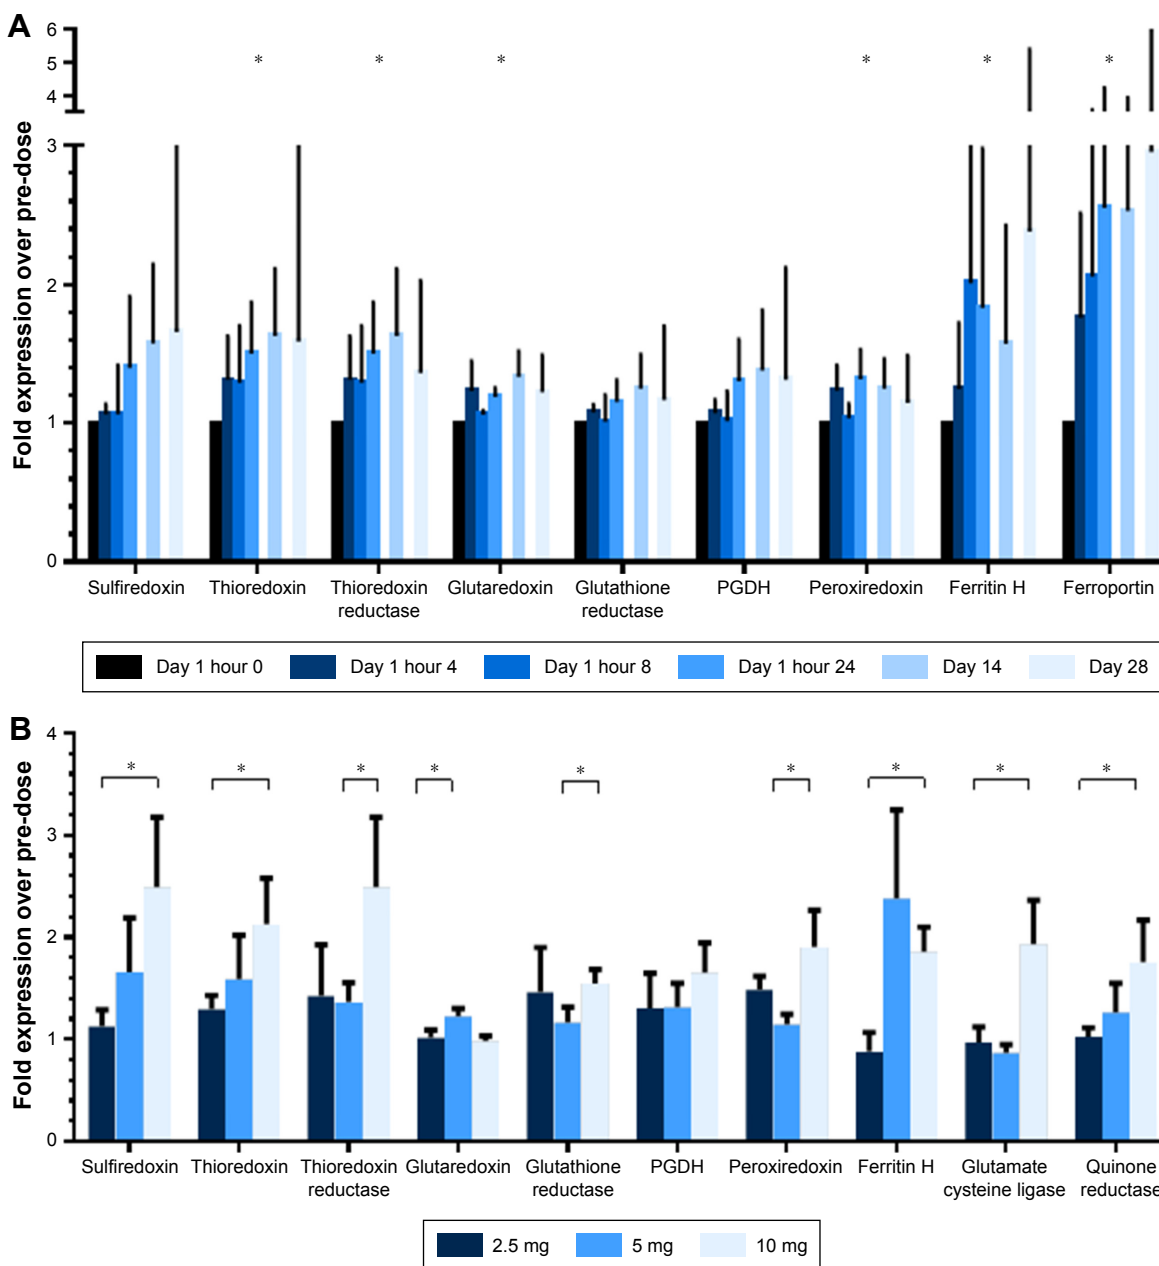 A
6
5
4
3
2
1
0
Fold expression over pre-dose
* * * * * *
Sulfiredoxin Thioredoxin Thioredoxin Glutaredoxin Glutathione PGDH Peroxiredoxin Ferritin H Ferroportin
reductase reductase
Day 1 hour 0 Day 1 hour 4 Day 1 hour 8 Day 1 hour 24 Day 14 Day 28
B
4
3
2
1
0
Fold expression over pre-dose
* * * * * * * * *
Sulfiredoxin Thioredoxin Thioredoxin Glutaredoxin Glutathione PGDH Peroxiredoxin Ferritin H Glutamate Quinone
reductase reductase cysteine ligase reductase
2.5 mg 5 mg 10 mg